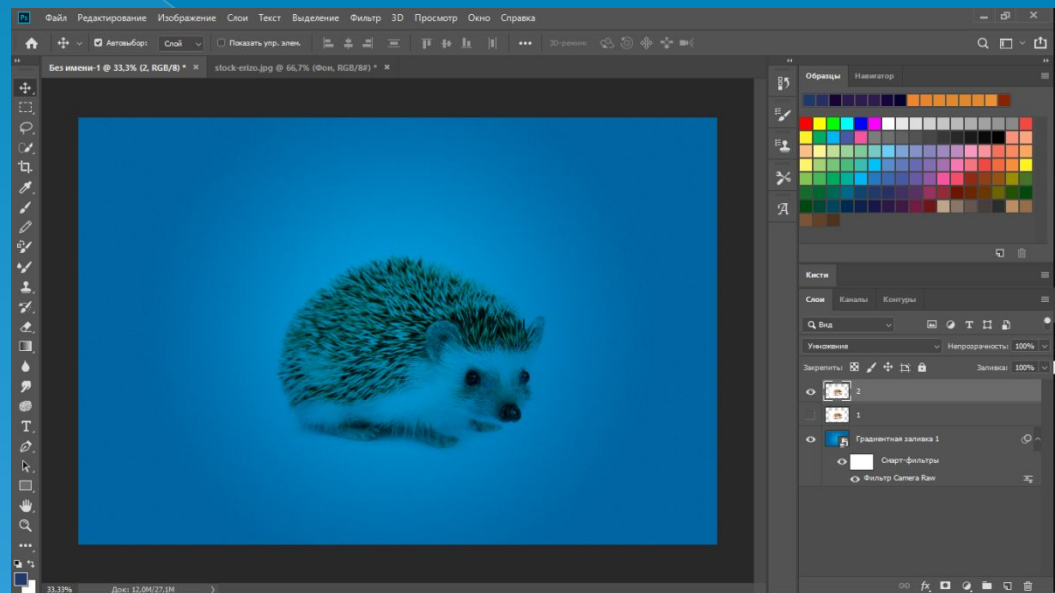 Ps Файл Редактирование Изображение Слои Текст Выделение Фильтр 3D Просмотр Окно Справка
Автовыбор: Слой Показать упр. элем. 3D-режим:
Без имени-1 @ 33,3% (2, RGB/8) * × stock-erizo.jpg @ 66,7% (Фон, RGB/8#) * ×
Образцы Навигатор
Кисти
Слои Каналы Контуры
Вид
Умножение Непрозрачность: 100%
Закрепить: Заливка: 100%
2
1
Градиентная заливка 1
Смарт-фильтры
Фильтр Camera Raw
33,33% Док: 12,0M/27,1M